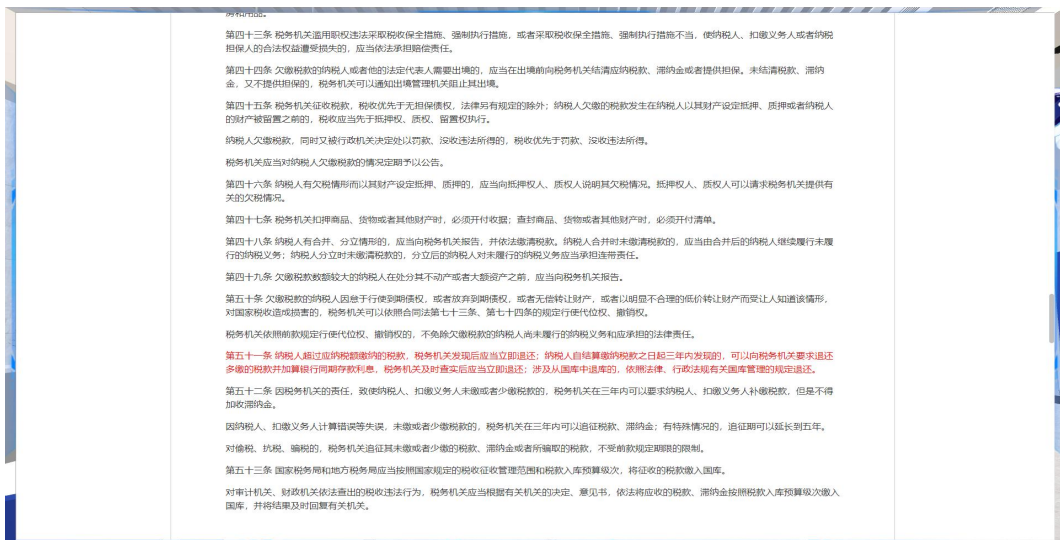 房和用品。
第四十三条 税务机关滥用职权违法采取税收保全措施、强制执行措施，或者采取税收保全措施、强制执行措施不当，使纳税人、扣缴义务人或者纳税
担保人的合法权益遭受损失的，应当依法承担赔偿责任。
第四十四条 欠缴税款的纳税人或者他的法定代表人需要出境的，应当在出境前向税务机关结清应纳税款、滞纳金或者提供担保。未结清税款、滞纳
金，又不提供担保的，税务机关可以通知出境管理机关阻止其出境。
第四十五条 税务机关征收税款，税收优先于无担保债权，法律另有规定的除外；纳税人欠缴的税款发生在纳税人以其财产设定抵押、质押或者纳税人
的财产被留置之前的，税收应当先于抵押权、质权、留置权执行。
纳税人欠缴税款，同时又被行政机关决定处以罚款、没收违法所得的，税收优先于罚款、没收违法所得。
税务机关应当对纳税人欠缴税款的情况定期予以公告。
第四十六条 纳税人有欠税情形而以其财产设定抵押、质押的，应当向抵押权人、质权人说明其欠税情况。抵押权人、质权人可以请求税务机关提供有
关的欠税情况。
第四十七条 税务机关扣押商品、货物或者其他财产时，必须开付收据；查封商品、货物或者其他财产时，必须开付清单。
第四十八条 纳税人有合并、分立情形的，应当向税务机关报告，并依法缴清税款。纳税人合并时未缴清税款的，应当由合并后的纳税人继续履行未履
行的纳税义务；纳税人分立时未缴清税款的，分立后的纳税人对未履行的纳税义务应当承担连带责任。
第四十九条 欠缴税款数额较大的纳税人在处分其不动产或者大额资产之前，应当向税务机关报告。
第五十条 欠缴税款的纳税人因怠于行使到期债权，或者放弃到期债权，或者无偿转让财产，或者以明显不合理的低价转让财产而受让人知道该情形，
对国家税收造成损害的，税务机关可以依照合同法第七十三条、第七十四条的规定行使代位权、撤销权。
税务机关依照前款规定行使代位权、撤销权的，不免除欠缴税款的纳税人尚未履行的纳税义务和应承担的法律责任。
第五十一条 纳税人超过应纳税额缴纳的税款，税务机关发现后应当立即退还；纳税人自结算缴纳税款之日起三年内发现的，可以向税务机关要求退还
多缴的税款并加算银行同期存款利息，税务机关及时查实后应当立即退还；涉及从国库中退库的，依照法律、行政法规有关国库管理的规定退还。
第五十二条 因税务机关的责任，致使纳税人、扣缴义务人未缴或者少缴税款的，税务机关在三年内可以要求纳税人、扣缴义务人补缴税款，但是不得
加收滞纳金。
因纳税人、扣缴义务人计算错误等失误，未缴或者少缴税款的，税务机关在三年内可以追征税款、滞纳金；有特殊情况的，追征期可以延长到五年。
对偷税、抗税、骗税的，税务机关追征其未缴或者少缴的税款、滞纳金或者所骗取的税款，不受前款规定期限的限制。
第五十三条 国家税务局和地方税务局应当按照国家规定的税收征收管理范围和税款入库预算级次，将征收的税款缴入国库。
对审计机关、财政机关依法查出的税收违法行为，税务机关应当根据有关机关的决定、意见书，依法将应收的税款、滞纳金按照税款入库预算级次缴入
国库，并将结果及时回复有关机关。